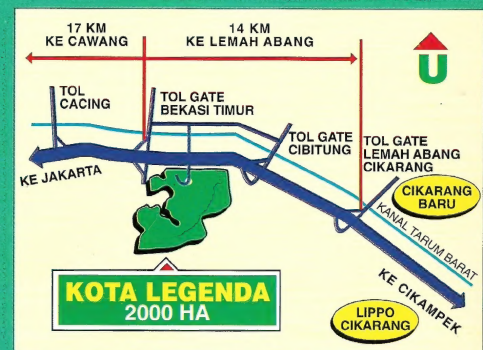 17 KM
KE CAWANG
14 KM
KE LEMAH ABANG
U
TOL
CACING
TOL GATE
BEKASI TIMUR
TOL GATE
CIBITUNG
TOL GATE
LEMAH ABANG
CIKARANG
KE JAKARTA
CIKARANG
BARU
KANAL TARUM BARAT
KE CIKAMPEK
KOTA LEGENDA
2000 HA
LIPPO
CIKARANG